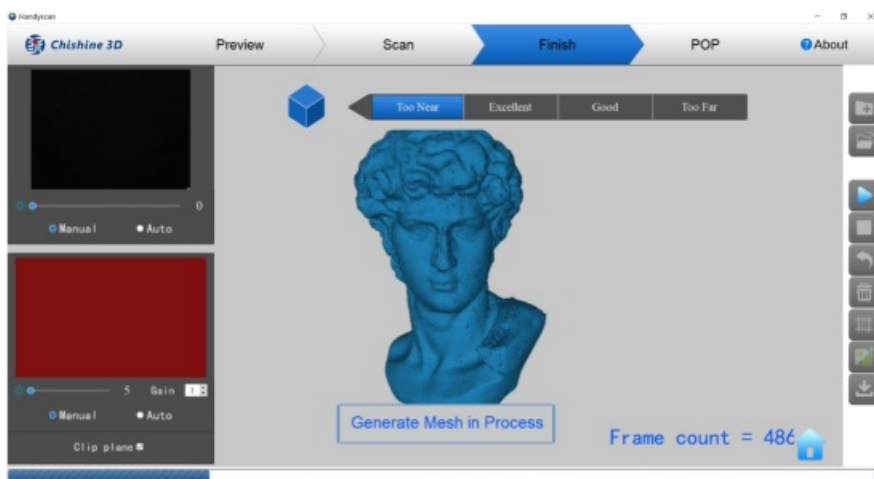 Handyscan
Chishine 3D
Preview
Scan
Finish
POP
About
Too Near
Excellent
Good
Too Far
0
Manual
Auto
5 Gain 1
Manual
Auto
Clip plane
Generate Mesh in Process
Frame count = 486